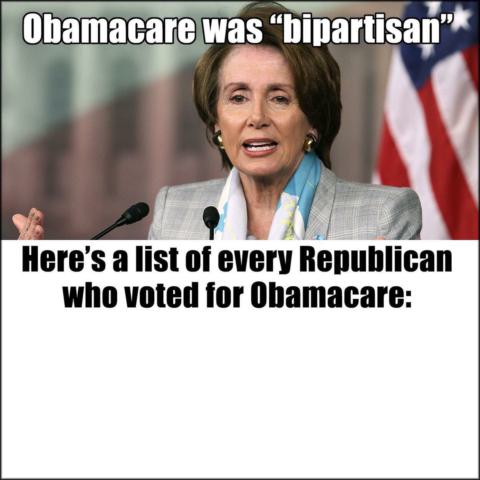 Obamacare was “bipartisan”
Here’s a list of every Republican
who voted for Obamacare: